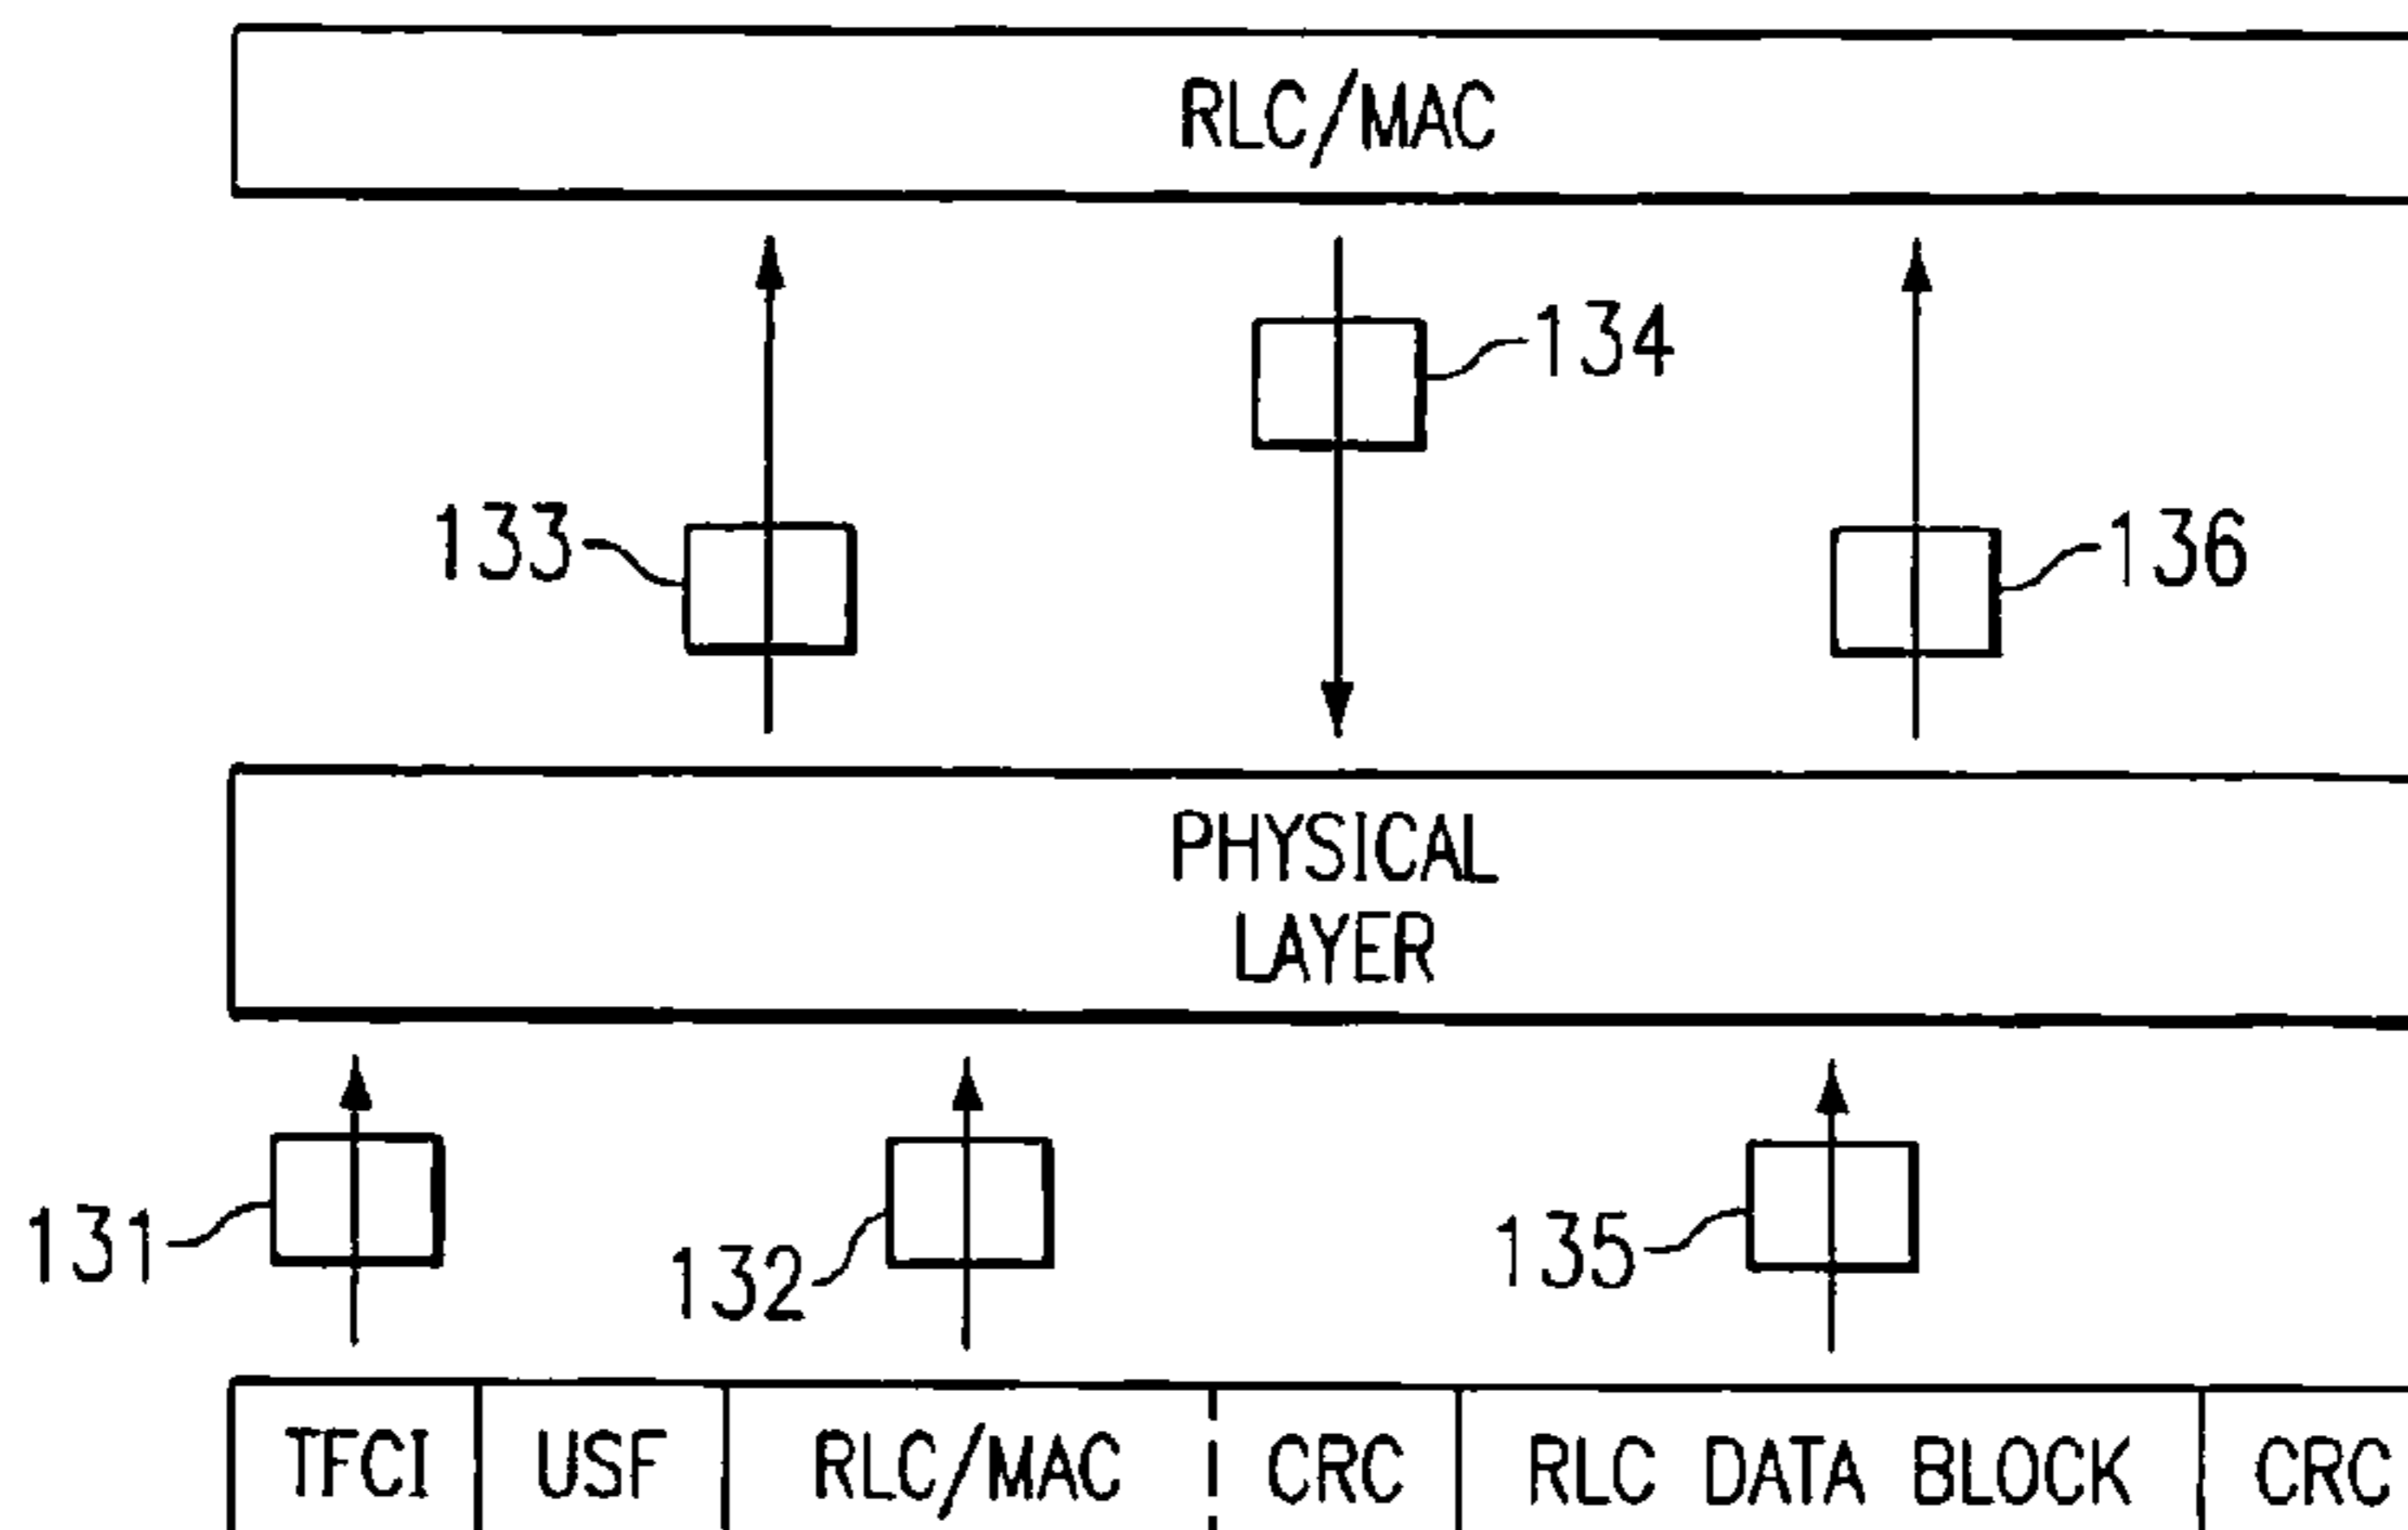 RLC/MAC
134
133
136
PHYSICAL
LAYER
131
132
135
TFCI USF RLC/MAC CRC RLC DATA BLOCK CRC